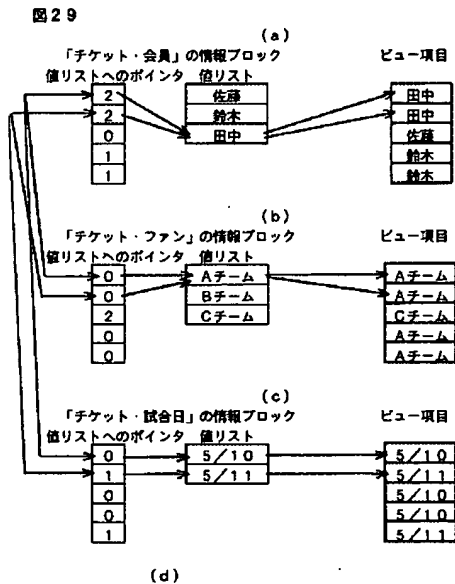 図29
(a)
「チケット・会員」の情報ブロック
値リストへのポインタ 値リスト ビュー項目
2 佐藤 田中
2 鈴木 田中
0 田中 佐藤
1 鈴木
1 鈴木
(b)
「チケット・ファン」の情報ブロック
値リストへのポインタ 値リスト ビュー項目
0 Aチーム Aチーム
0 Bチーム Aチーム
2 Cチーム Cチーム
0 Aチーム
0 Aチーム
(c)
「チケット・試合日」の情報ブロック ビュー項目
値リストへのポインタ 値リスト
0 5/10 5/10
1 5/11 5/11
0 5/10
0 5/10
1 5/11
(d)